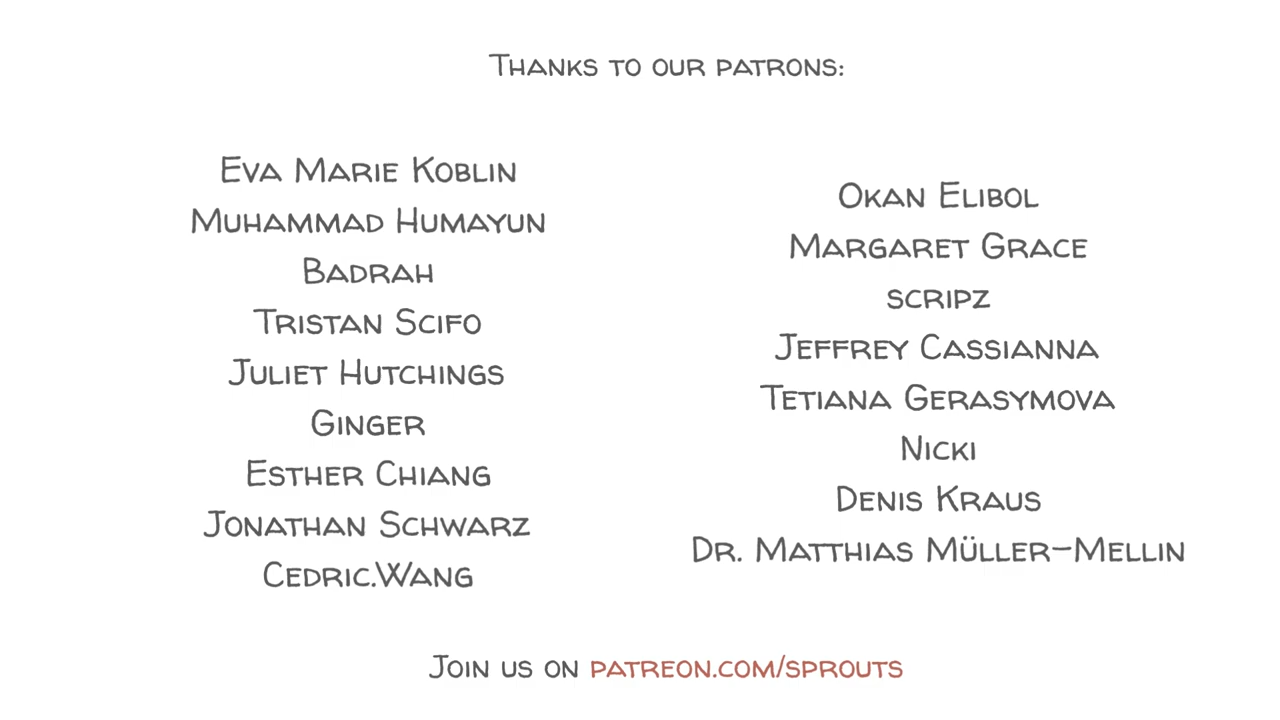 Thanks to our patrons:
Eva Marie Koblin
Muhammad Humayun
Badrah
Tristan Scifo
Juliet Hutchings
Ginger
Esther Chiang
Jonathan Schwarz
Cedric.Wang
Okan Elibol
Margaret Grace
scripz
Jeffrey Cassianna
Tetiana Gerasymova
Nicki
Denis Kraus
Dr. Matthias Müller-Mellin
Join us on patreon.com/sprouts